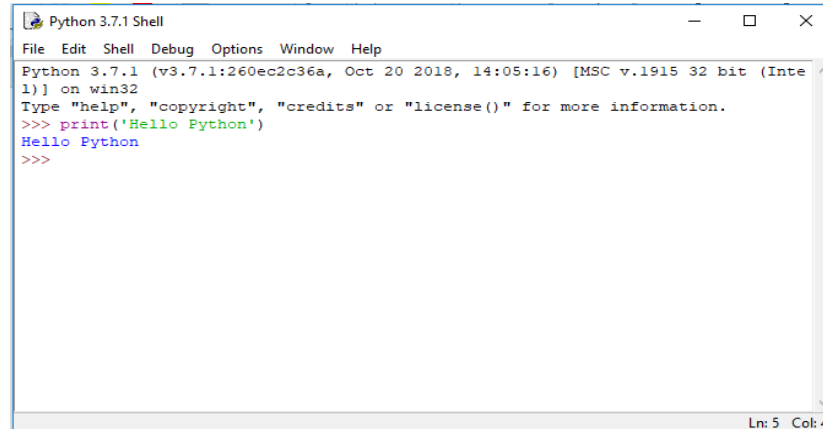 Python 3.7.1 Shell
File Edit Shell Debug Options Window Help
Python 3.7.1 (v3.7.1:260ec2c36a, Oct 20 2018, 14:05:16) [MSC v.1915 32 bit (Inte
l)] on win32
Type "help", "copyright", "credits" or "license()" for more information.
>>> print('Hello Python')
Hello Python
>>>
Ln: 5 Col: 4